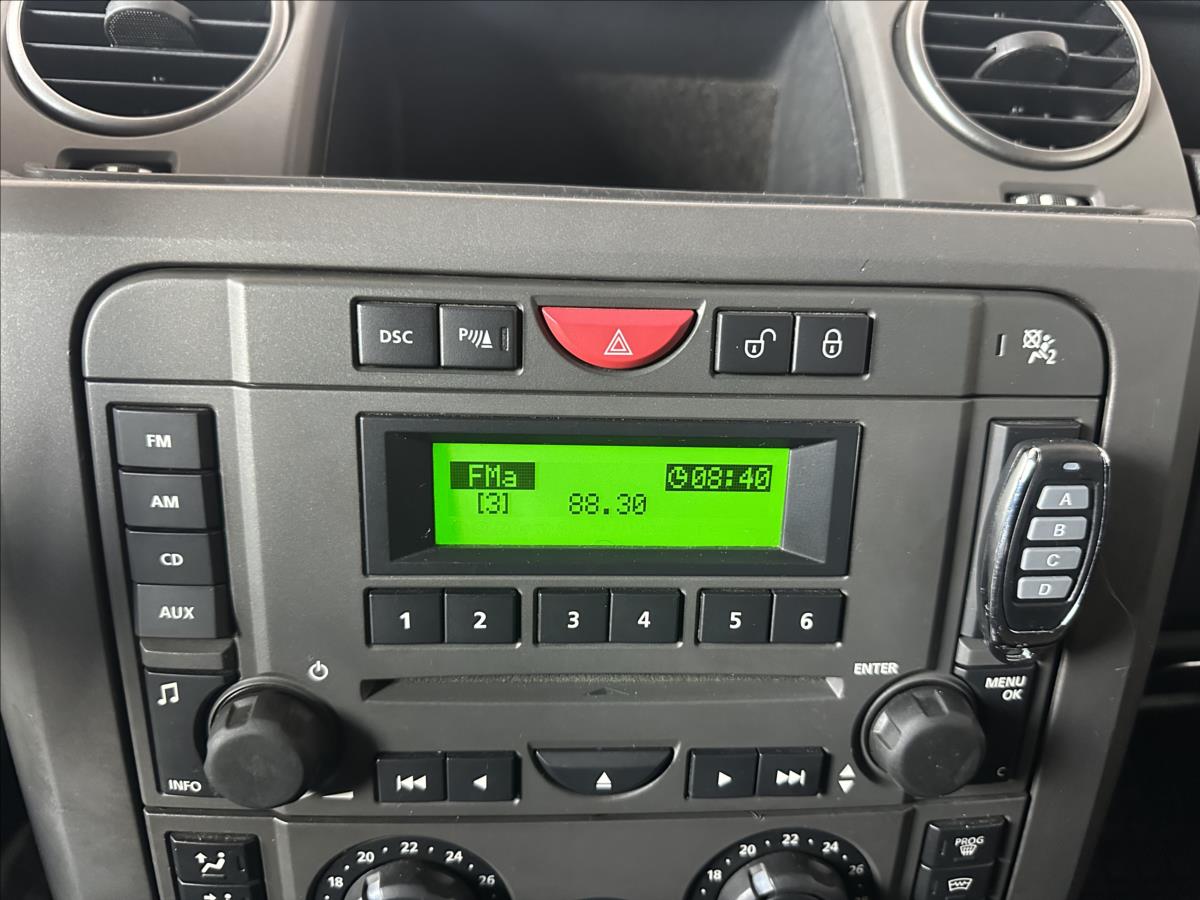 DSC
P
2
FM
AM
CD
AUX
FMa
08:40
[3]
88.30
A
B
C
D
1
2
3
4
5
6
ENTER
MENU
OK
INFO
C
18
20
22
24
26
18
20
22
24
26
PROG